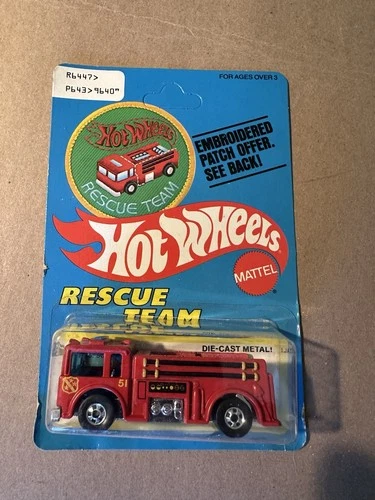 R6447>
P643>9640"
FOR AGES OVER 3
Hot Wheels
RESCUE TEAM
EMBROIDERED
PATCH OFFER.
SEE BACK!
Hot Wheels
MATTEL
RESCUE
TEAM
DIE-CAST METAL!
51